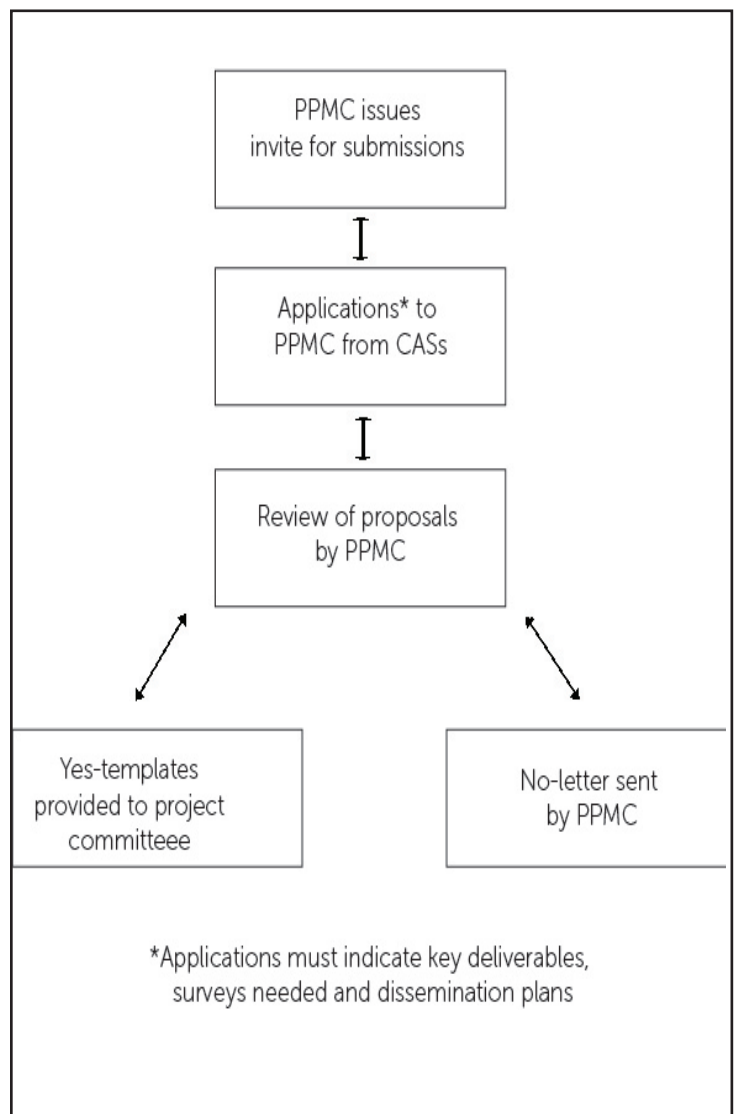 PPMC issues
invite for submissions
Applications* to
PPMC from CASs
Review of proposals
by PPMC
Yes-templates
provided to project
committeee
No-letter sent
by PPMC
*Applications must indicate key deliverables,
surveys needed and dissemination plans